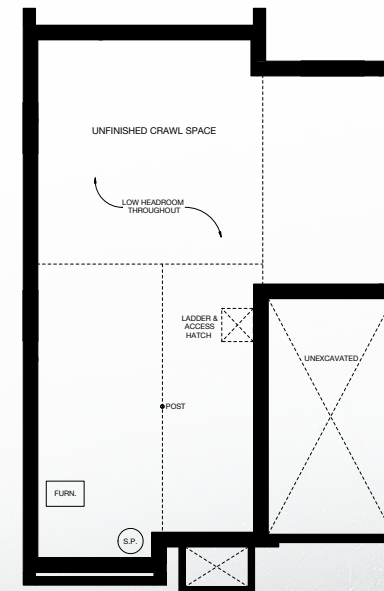 UNFINISHED CRAWL SPACE
LOW HEADROOM
THROUGHOUT
LADDER &
ACCESS
HATCH
UNEXCAVATED
POST
FURN.
S.P.